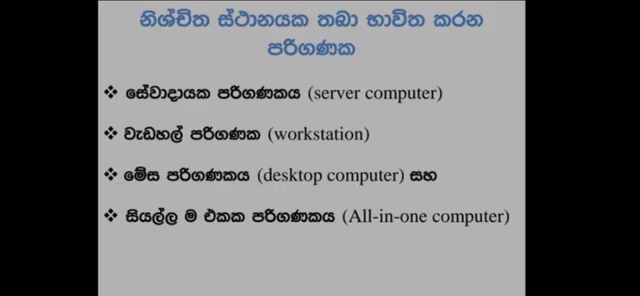 නිශ්චිත ස්ථානයක තබා භාවිත කරන
පරිගණක
❖ සේවාදායක පරිගණකය (server computer)
❖ වැඩහල් පරිගණක (workstation)
❖ මේස පරිගණකය (desktop computer) සහ
❖ සියල්ල ම එකක පරිගණකය (All-in-one computer)